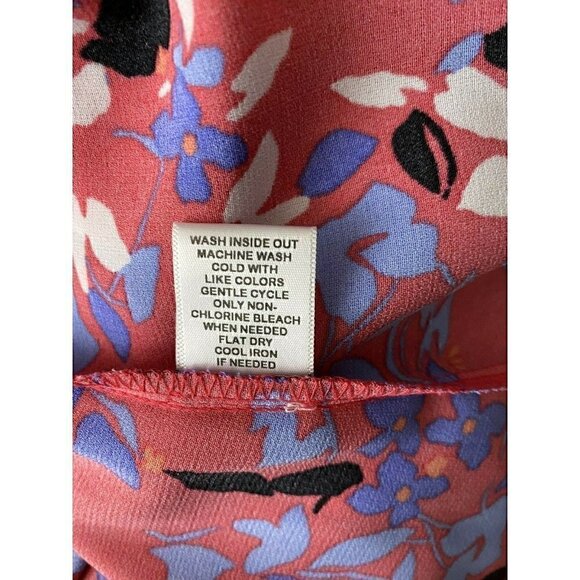 WASH INSIDE OUT
MACHINE WASH
COLD WITH
LIKE COLORS
GENTLE CYCLE
ONLY NON-
CHLORINE BLEACH
WHEN NEEDED
FLAT DRY
COOL IRON
IF NEEDED